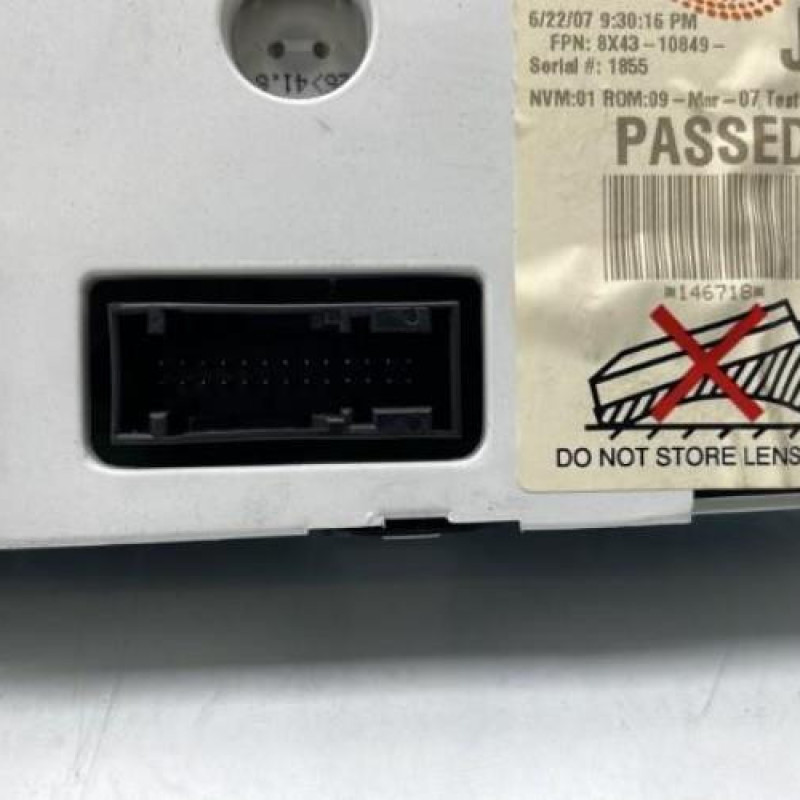 6/22/07 9:30:16 PM
FPN: 8X43-10849-
Serial #: 1855
NVM:01 ROM:09-Mar-07 Test
PASSED
*146718*
DO NOT STORE LENS